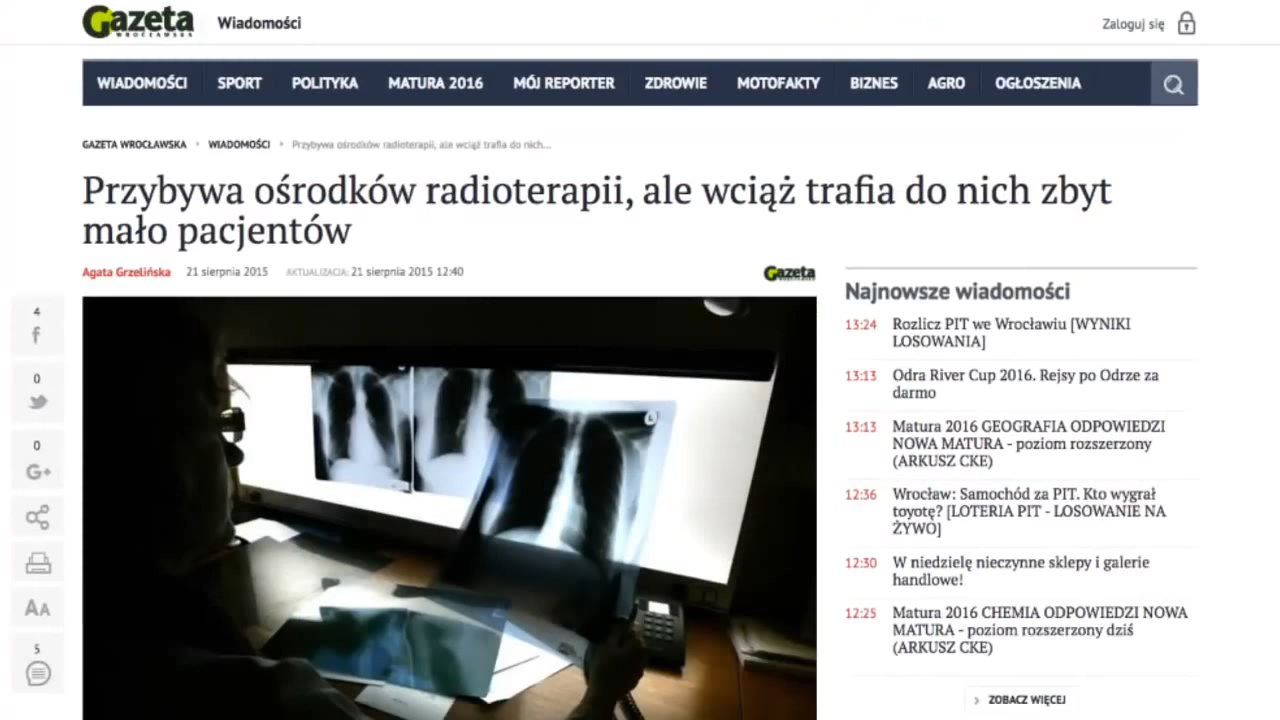 Gazeta
WROCŁAWSKA
Wiadomości
Zaloguj się
WIADOMOŚCI SPORT POLITYKA MATURA 2016 MÓJ REPORTER ZDROWIE MOTOFAKTY BIZNES AGRO OGŁOSZENIA
GAZETA WROCŁAWSKA › WIADOMOŚCI › Przybywa ośrodków radioterapii, ale wciąż trafia do nich...
Przybywa ośrodków radioterapii, ale wciąż trafia do nich zbyt
mało pacjentów
Agata Grzelińska 21 sierpnia 2015 AKTUALIZACJA: 21 sierpnia 2015 12:40
Gazeta
WROCŁAWSKA
4
f
0
0
G+
AA
5
L
Najnowsze wiadomości
13:24 Rozlicz PIT we Wrocławiu [WYNIKI
LOSOWANIA]
13:13 Odra River Cup 2016. Rejsy po Odrze za
darmo
13:13 Matura 2016 GEOGRAFIA ODPOWIEDZI
NOWA MATURA - poziom rozszerzony
(ARKUSZ CKE)
12:36 Wrocław: Samochód za PIT. Kto wygrał
toyotę? [LOTERIA PIT - LOSOWANIE NA
ŻYWO]
12:30 W niedzielę nieczynne sklepy i galerie
handlowe!
12:25 Matura 2016 CHEMIA ODPOWIEDZI NOWA
MATURA - poziom rozszerzony dziś
(ARKUSZ CKE)
› ZOBACZ WIĘCEJ